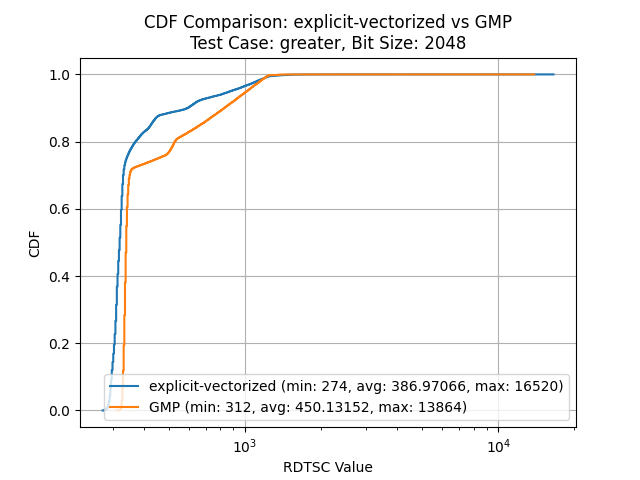 CDF Comparison: explicit-vectorized vs GMP
Test Case: greater, Bit Size: 2048
CDF
1.0
0.8
0.6
0.4
0.2
0.0
explicit-vectorized (min: 274, avg: 386.97066, max: 16520)
GMP (min: 312, avg: 450.13152, max: 13864)
10³ 10⁴
RDTSC Value